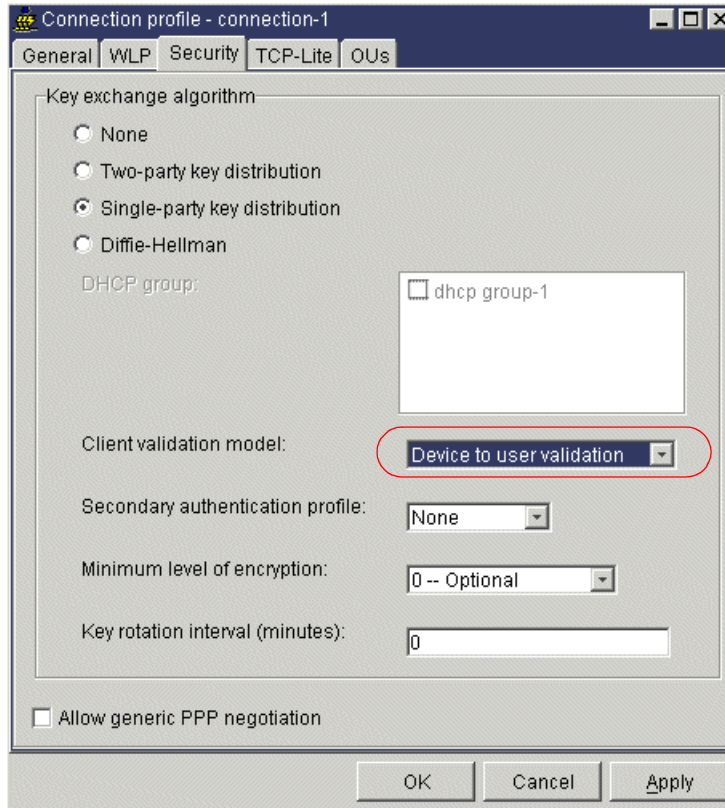 Connection profile - connection-1
General WLP Security TCP-Lite OUs
Key exchange algorithm
None
Two-party key distribution
Single-party key distribution
Diffie-Hellman
DHCP group:
dhcp group-1
Client validation model:
Device to user validation
Secondary authentication profile:
None
Minimum level of encryption:
0 -- Optional
Key rotation interval (minutes):
0
Allow generic PPP negotiation
OK Cancel Apply